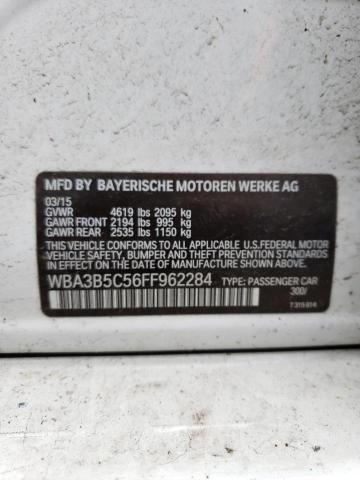 MFD BY BAYERISCHE MOTOREN WERKE AG
03/15
GVWR 4619 lbs 2095 kg
GAWR FRONT 2194 lbs 995 kg
GAWR REAR 2535 lbs 1150 kg
THIS VEHICLE CONFORMS TO ALL APPLICABLE U.S. FEDERAL MOTOR
VEHICLE SAFETY, BUMPER AND THEFT PREVENTION STANDARDS IN
EFFECT ON THE DATE OF MANUFACTURE SHOWN ABOVE.
WBA3B5C56FF962284 TYPE: PASSENGER CAR
300/
7315814